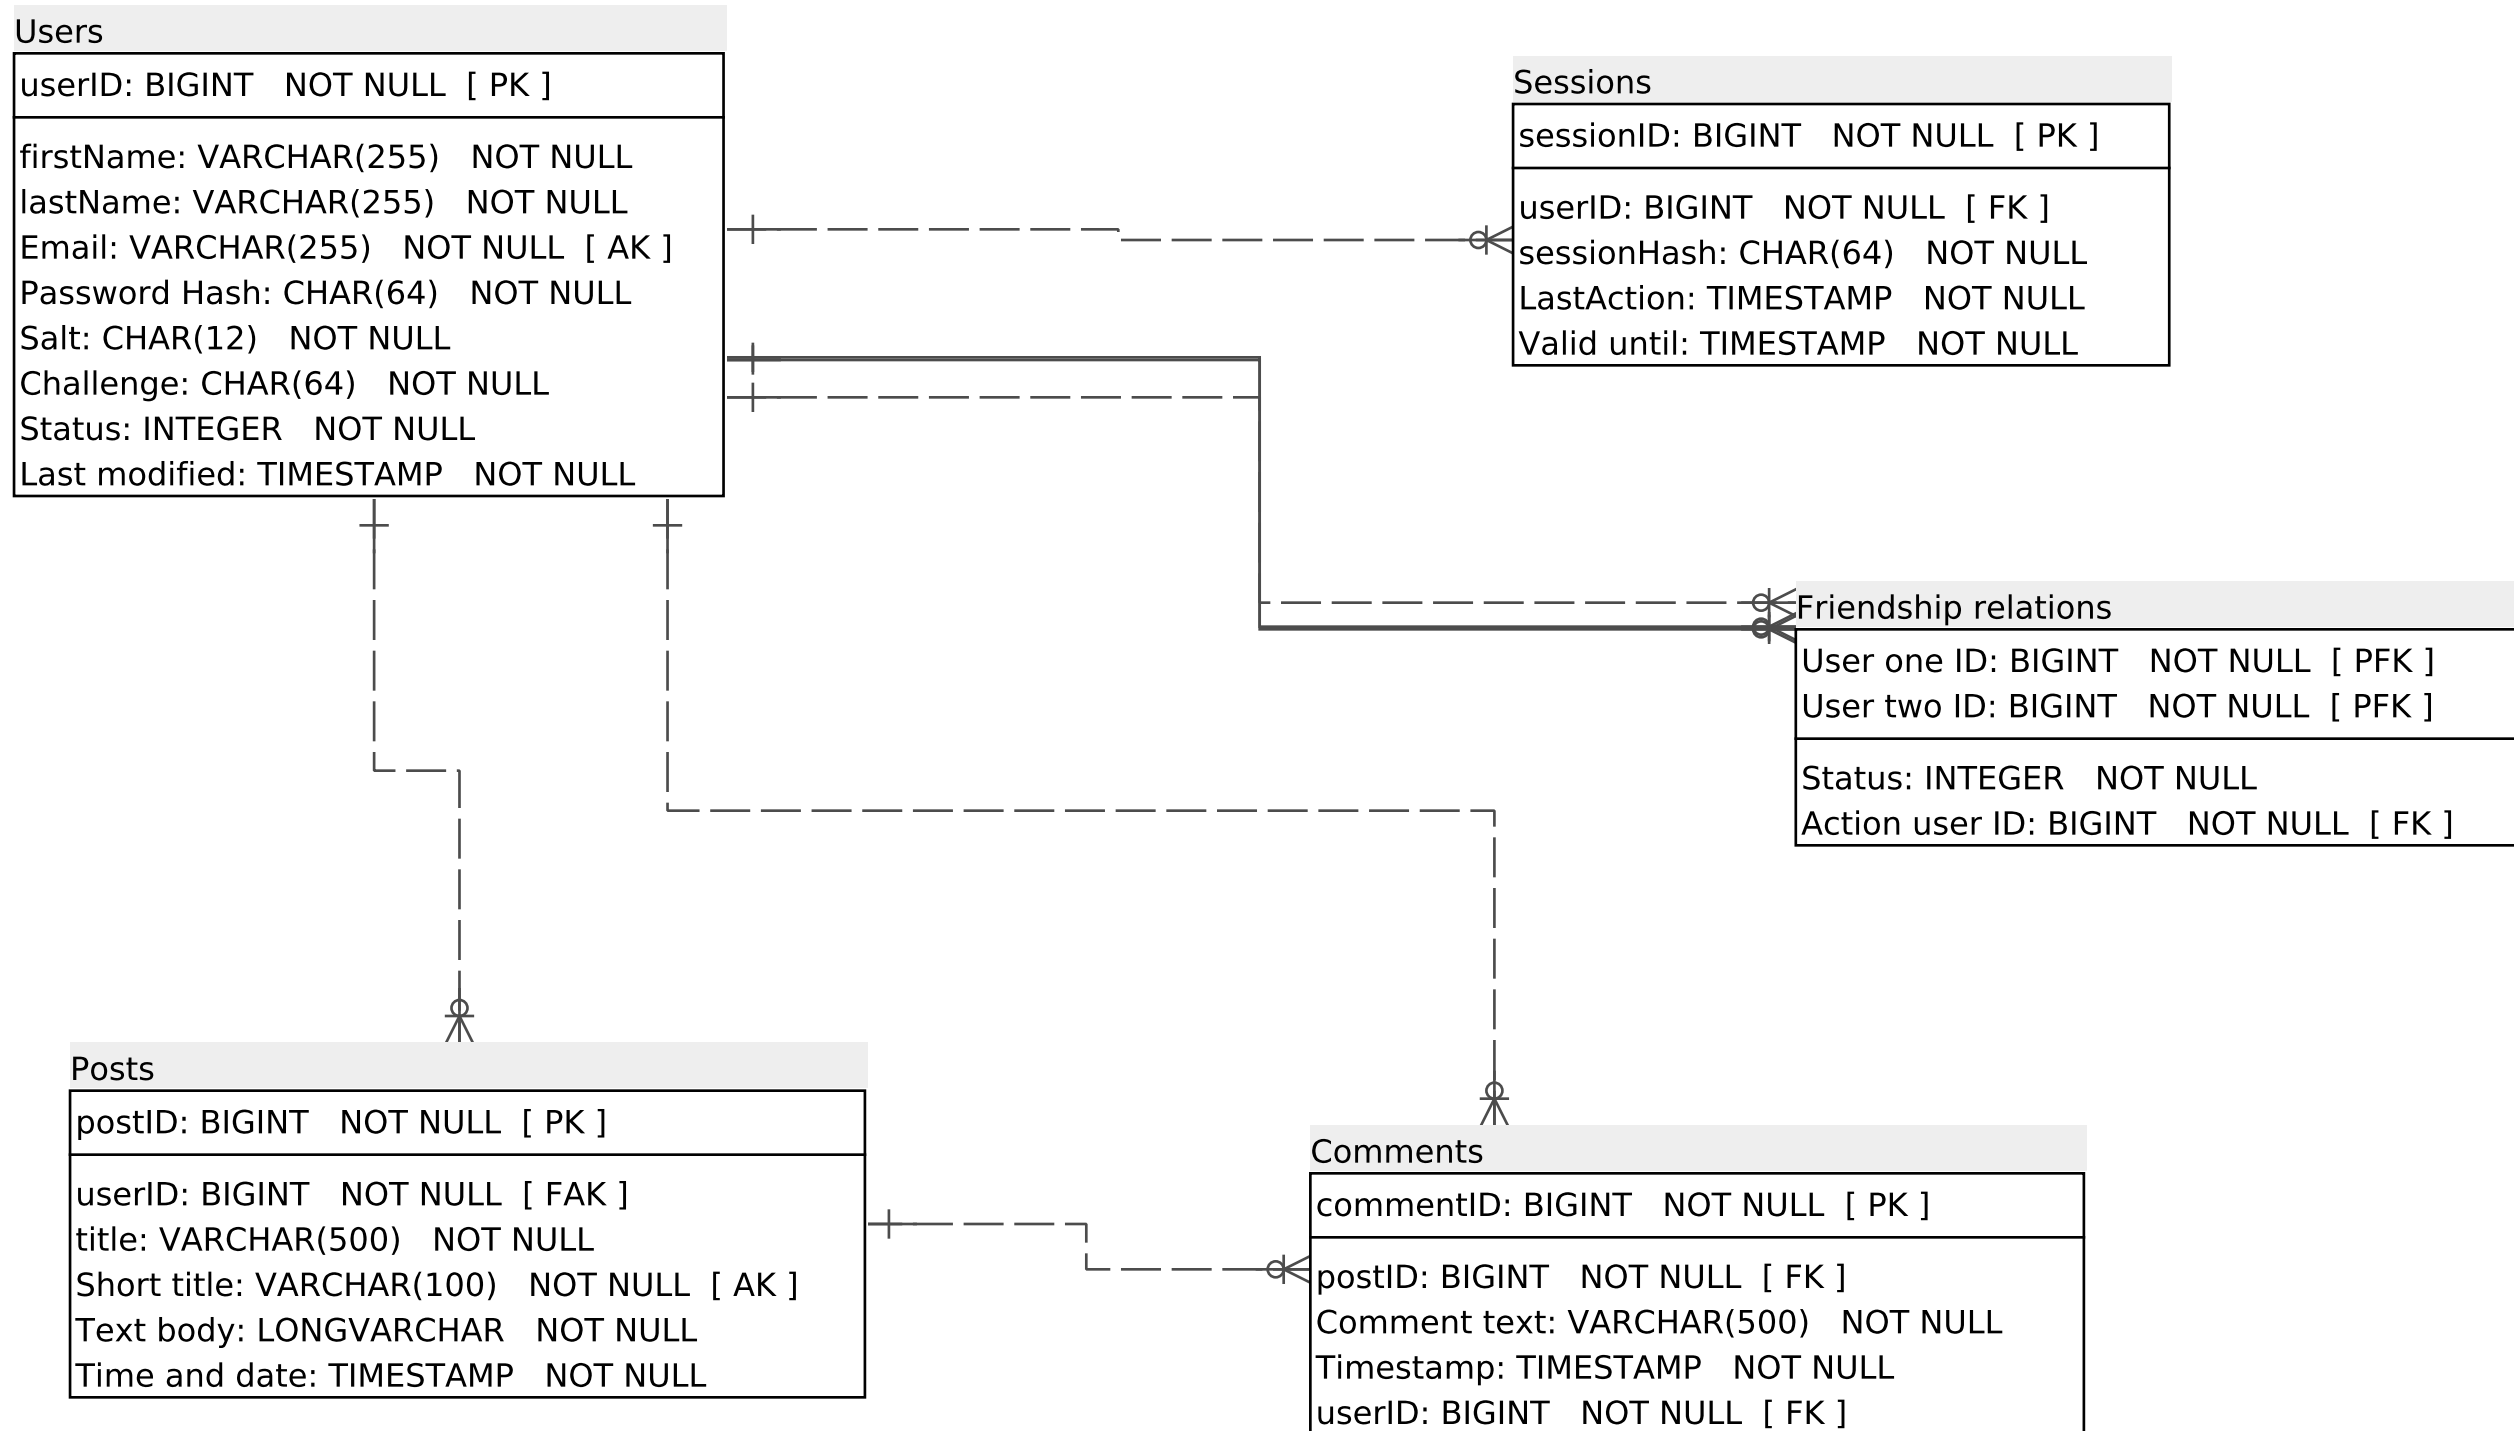 Users
userID: BIGINT NOT NULL [ PK ]
firstName: VARCHAR(255) NOT NULL
lastName: VARCHAR(255) NOT NULL
Email: VARCHAR(255) NOT NULL [ AK ]
Password Hash: CHAR(64) NOT NULL
Salt: CHAR(12) NOT NULL
Challenge: CHAR(64) NOT NULL
Status: INTEGER NOT NULL
Last modified: TIMESTAMP NOT NULL
Sessions
sessionID: BIGINT NOT NULL [ PK ]
userID: BIGINT NOT NULL [ FK ]
sessionHash: CHAR(64) NOT NULL
LastAction: TIMESTAMP NOT NULL
Valid until: TIMESTAMP NOT NULL
Friendship relations
User one ID: BIGINT NOT NULL [ PFK ]
User two ID: BIGINT NOT NULL [ PFK ]
Status: INTEGER NOT NULL
Action user ID: BIGINT NOT NULL [ FK ]
Posts
postID: BIGINT NOT NULL [ PK ]
userID: BIGINT NOT NULL [ FAK ]
title: VARCHAR(500) NOT NULL
Short title: VARCHAR(100) NOT NULL [ AK ]
Text body: LONGVARCHAR NOT NULL
Time and date: TIMESTAMP NOT NULL
Comments
commentID: BIGINT NOT NULL [ PK ]
postID: BIGINT NOT NULL [ FK ]
Comment text: VARCHAR(500) NOT NULL
Timestamp: TIMESTAMP NOT NULL
userID: BIGINT NOT NULL [ FK ]